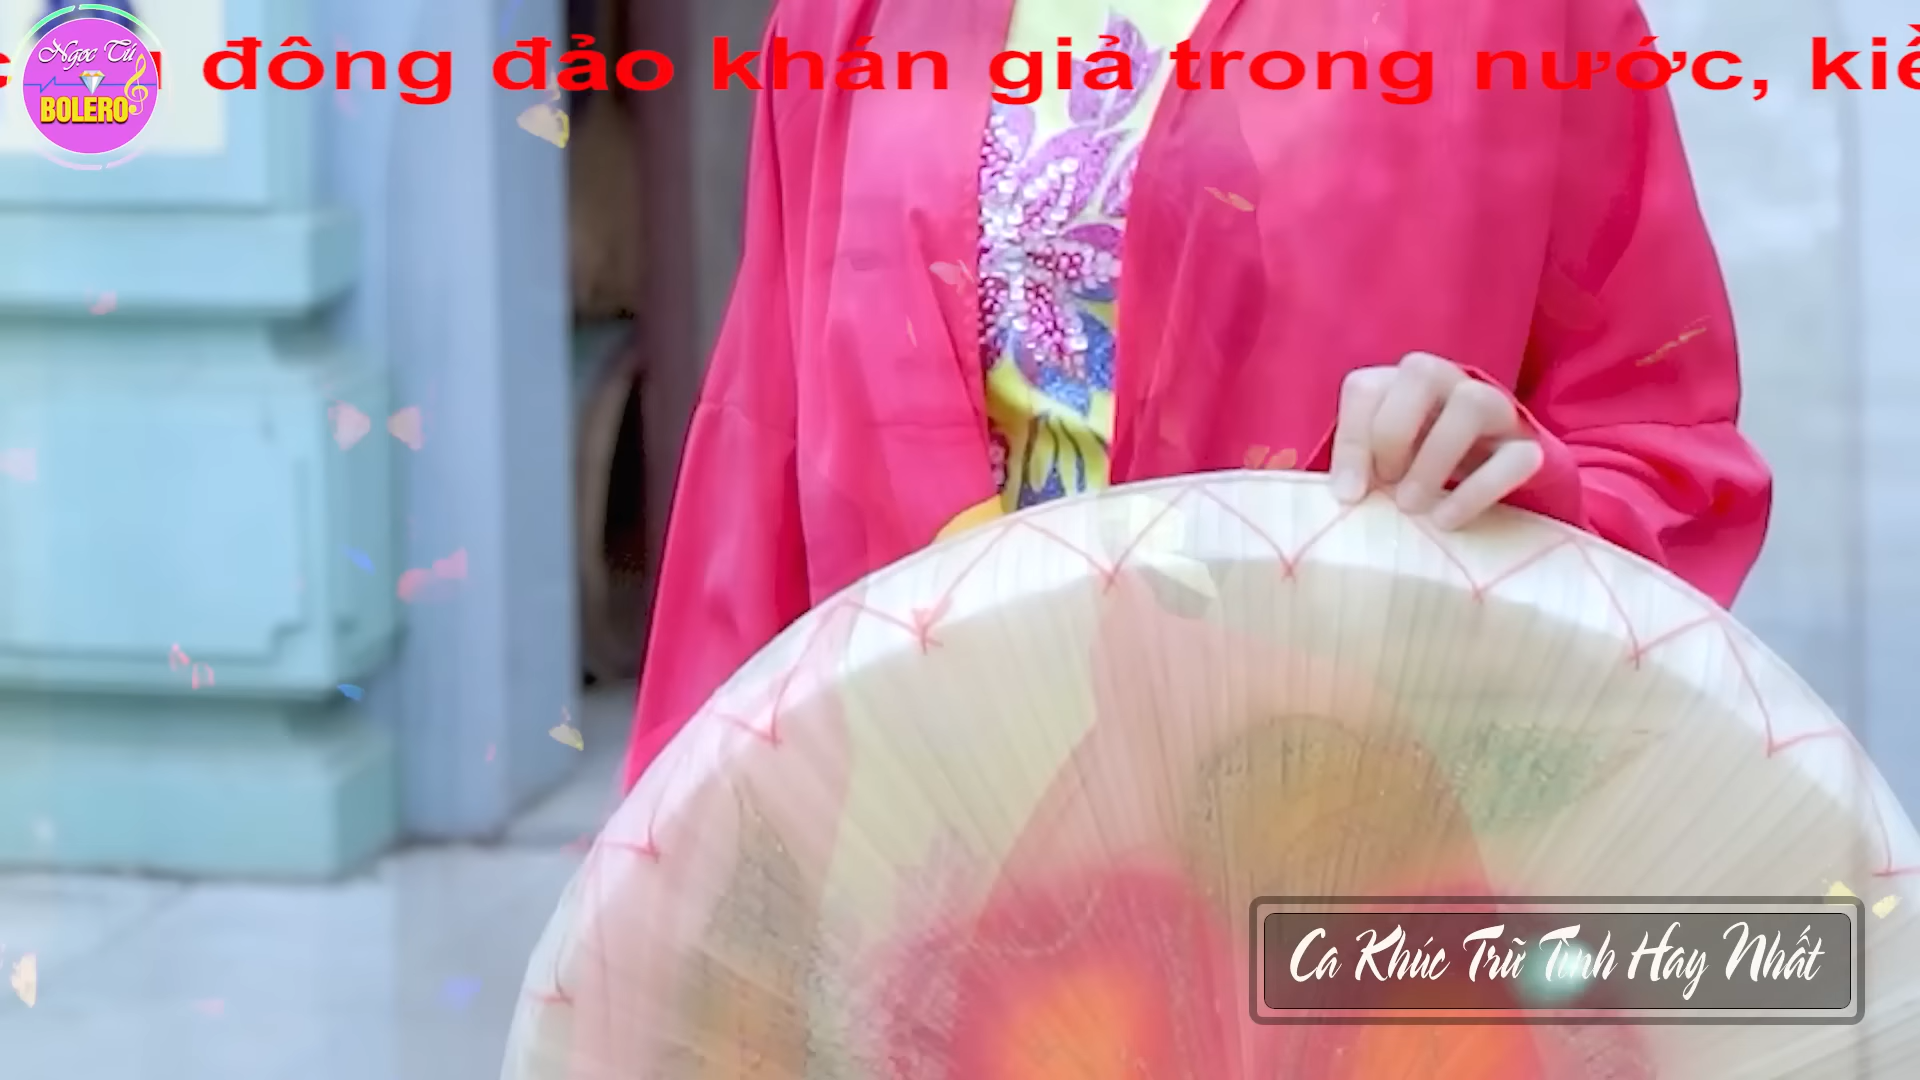 Ngọc Tú
BOLERO
đông đảo khán giả trong nước,
Ca Khúc Trữ Tình Hay Nhất